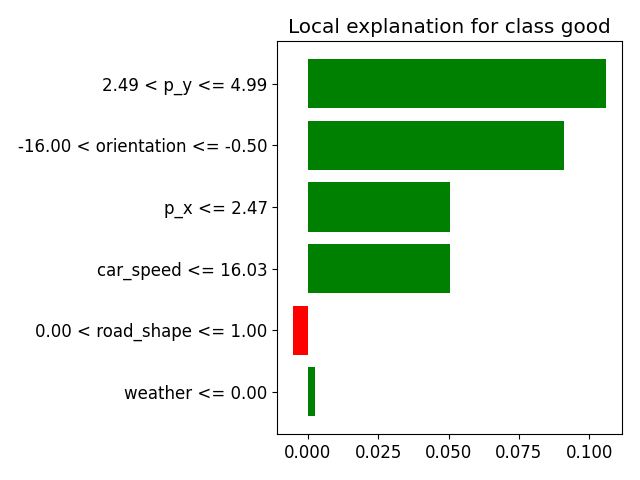 Local explanation for class good
2.49 < p_y <= 4.99
-16.00 < orientation <= -0.50
p_x <= 2.47
car_speed <= 16.03
0.00 < road_shape <= 1.00
weather <= 0.00
0.000 0.025 0.050 0.075 0.100